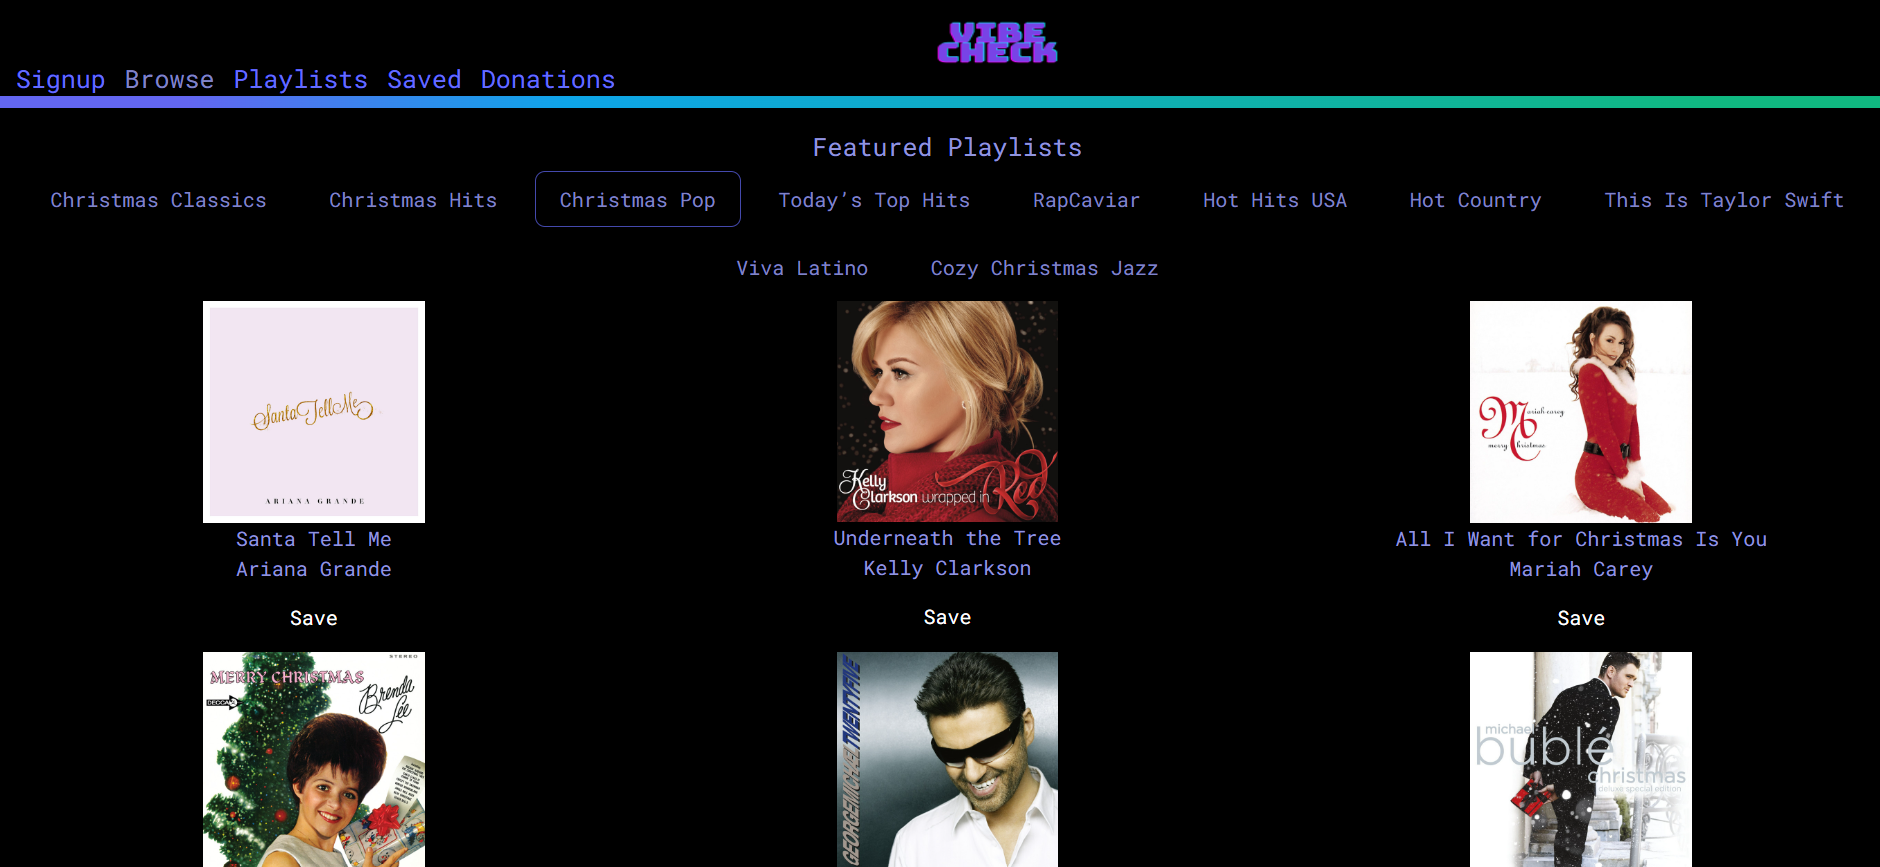 VIBE
CHECK
Signup Browse Playlists Saved Donations
Featured Playlists
Christmas Classics Christmas Hits Christmas Pop Today’s Top Hits RapCaviar Hot Hits USA Hot Country This Is Taylor Swift
Viva Latino Cozy Christmas Jazz
Santa Tell Me
ARIANA GRANDE
Kelly
Clarkson wrapped in Red
Mariah carey
merry Christmas
Santa Tell Me
Ariana Grande
Save
Underneath the Tree
Kelly Clarkson
Save
All I Want for Christmas Is You
Mariah Carey
Save
STEREO
MERRY CHRISTMAS
DECCA
Brenda
Lee
GEORGE MICHAEL TWENTYFIVE
michael
bublé
christmas
deluxe special edition